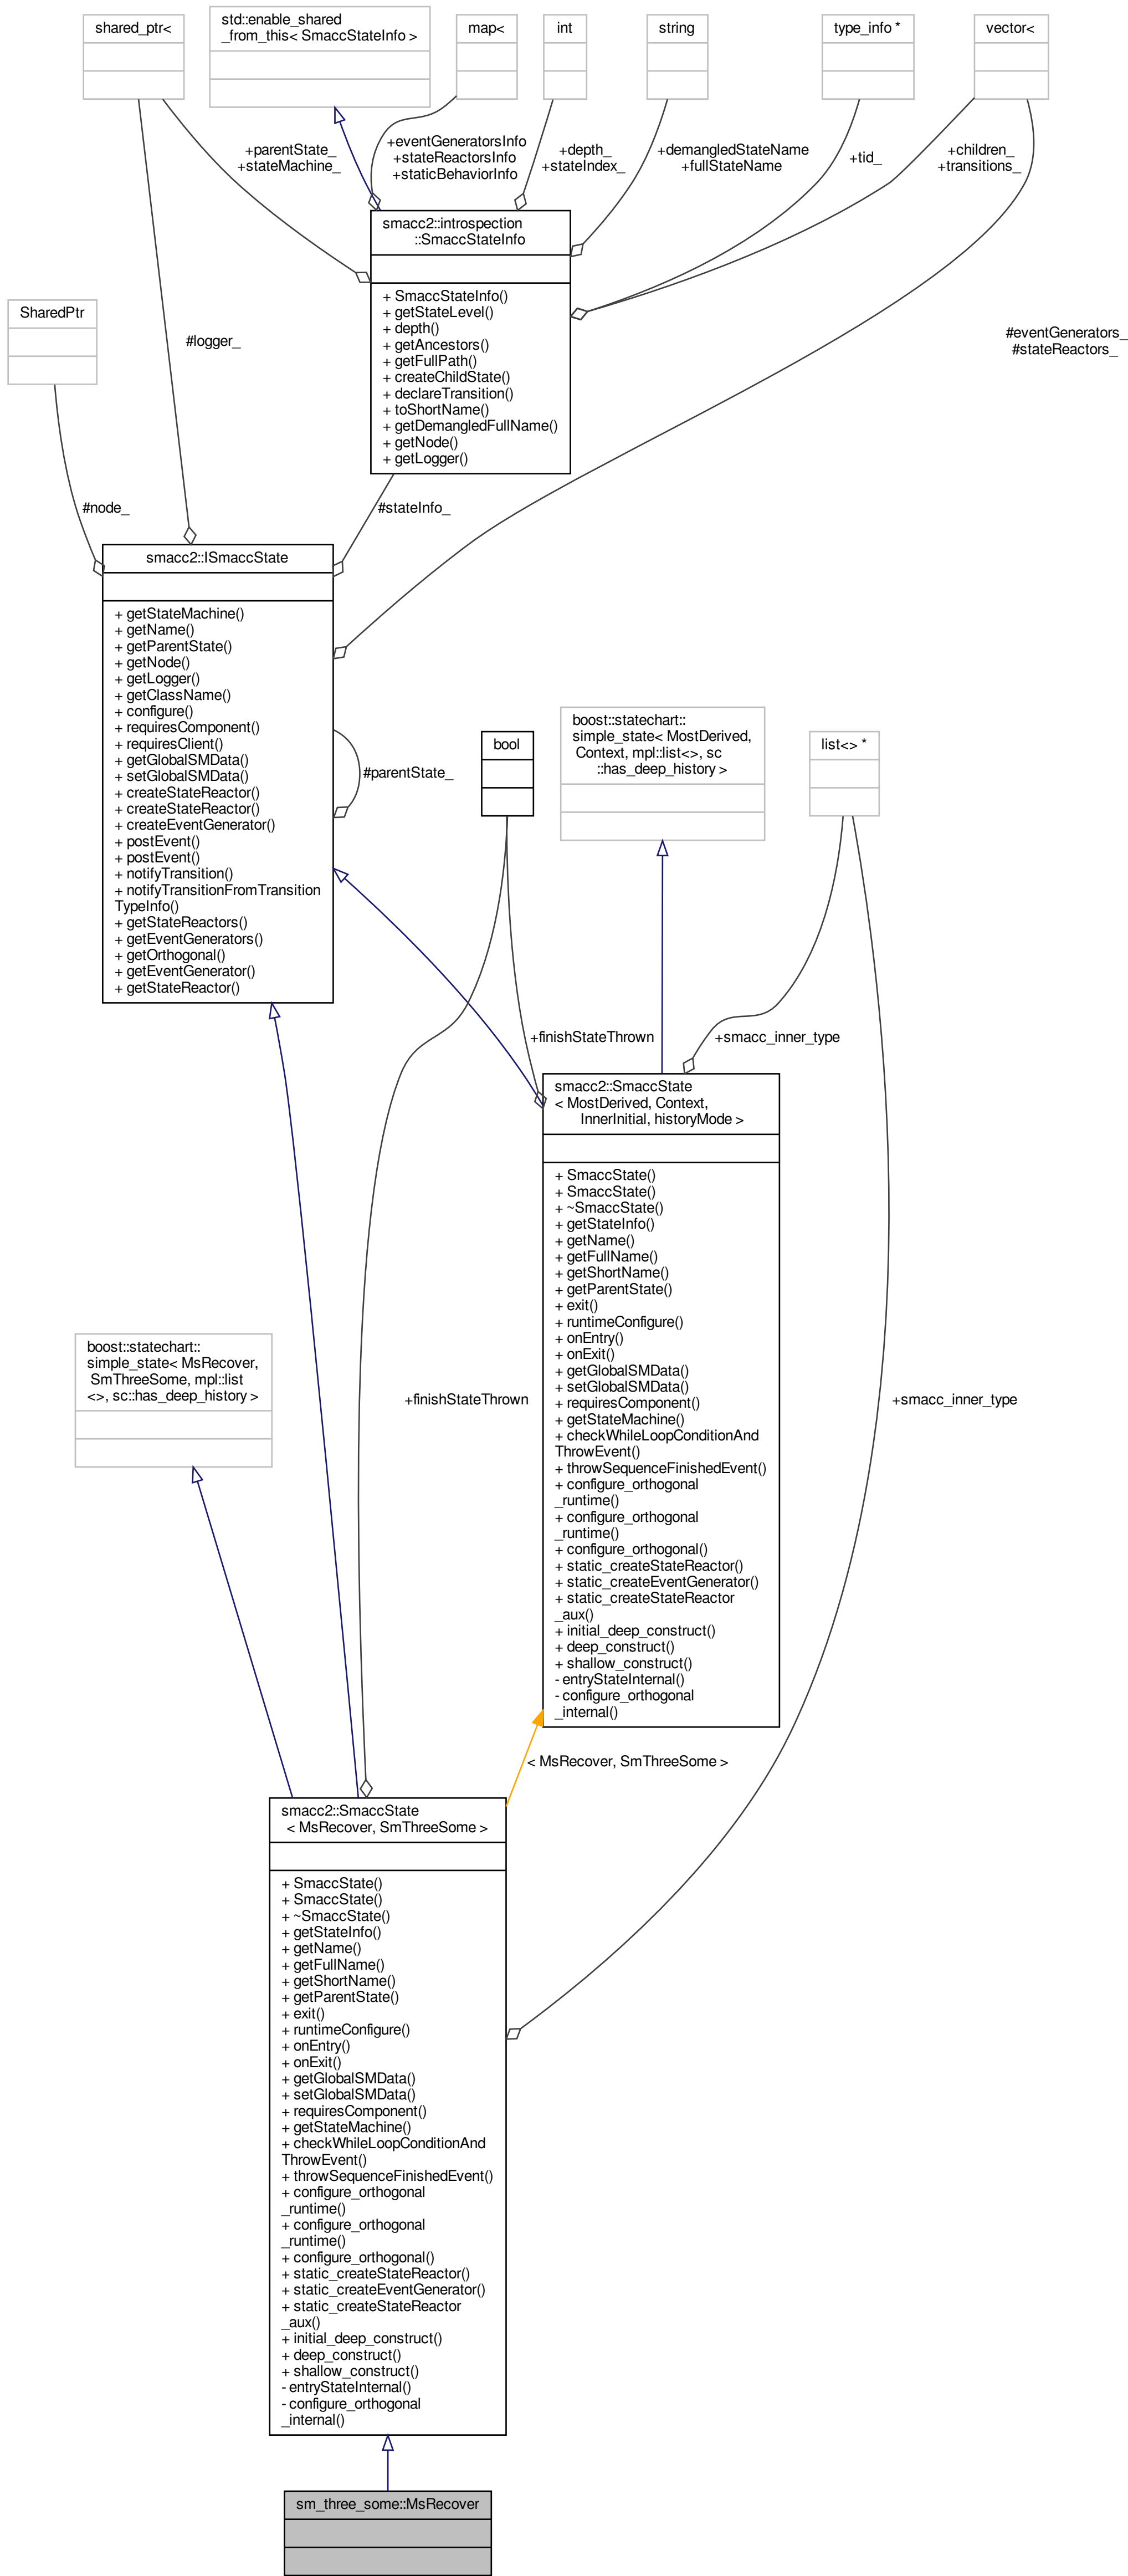 shared_ptr<
std::enable_shared
_from_this< SmaccStateInfo >
map<
int
string
type_info *
vector<
+parentState_
+stateMachine_
+eventGeneratorsInfo
+stateReactorsInfo
+staticBehaviorInfo
+depth_
+stateIndex_
+demangledStateName
+fullStateName
+tid_
+children_
+transitions_
smacc2::introspection
::SmaccStateInfo
+ SmaccStateInfo()
+ getStateLevel()
+ depth()
+ getAncestors()
+ getFullPath()
+ createChildState()
+ declareTransition()
+ toShortName()
+ getDemangledFullName()
+ getNode()
+ getLogger()
SharedPtr
#logger_
#eventGenerators_
#stateReactors_
#node_
#stateInfo_
smacc2::ISmaccState
+ getStateMachine()
+ getName()
+ getParentState()
+ getNode()
+ getLogger()
+ getClassName()
+ configure()
+ requiresComponent()
+ requiresClient()
+ getGlobalSMData()
+ setGlobalSMData()
+ createStateReactor()
+ createStateReactor()
+ createEventGenerator()
+ postEvent()
+ postEvent()
+ notifyTransition()
+ notifyTransitionFromTransition
TypeInfo()
+ getStateReactors()
+ getEventGenerators()
+ getOrthogonal()
+ getEventGenerator()
+ getStateReactor()
#parentState_
bool
boost::statechart::
simple_state< MostDerived,
Context, mpl::list<>, sc
::has_deep_history >
list<> *
+finishStateThrown
+smacc_inner_type
smacc2::SmaccState
< MostDerived, Context,
InnerInitial, historyMode >
+ SmaccState()
+ SmaccState()
+ ~SmaccState()
+ getStateInfo()
+ getName()
+ getFullName()
+ getShortName()
+ getParentState()
+ exit()
+ runtimeConfigure()
+ onEntry()
+ onExit()
+ getGlobalSMData()
+ setGlobalSMData()
+ requiresComponent()
+ getStateMachine()
+ checkWhileLoopConditionAnd
ThrowEvent()
+ throwSequenceFinishedEvent()
+ configure_orthogonal
_runtime()
+ configure_orthogonal
_runtime()
+ configure_orthogonal()
+ static_createStateReactor()
+ static_createEventGenerator()
+ static_createStateReactor
_aux()
+ initial_deep_construct()
+ deep_construct()
+ shallow_construct()
- entryStateInternal()
- configure_orthogonal
_internal()
boost::statechart::
simple_state< MsRecover,
SmThreeSome, mpl::list
<>, sc::has_deep_history >
+finishStateThrown
+smacc_inner_type
< MsRecover, SmThreeSome >
smacc2::SmaccState
< MsRecover, SmThreeSome >
+ SmaccState()
+ SmaccState()
+ ~SmaccState()
+ getStateInfo()
+ getName()
+ getFullName()
+ getShortName()
+ getParentState()
+ exit()
+ runtimeConfigure()
+ onEntry()
+ onExit()
+ getGlobalSMData()
+ setGlobalSMData()
+ requiresComponent()
+ getStateMachine()
+ checkWhileLoopConditionAnd
ThrowEvent()
+ throwSequenceFinishedEvent()
+ configure_orthogonal
_runtime()
+ configure_orthogonal
_runtime()
+ configure_orthogonal()
+ static_createStateReactor()
+ static_createEventGenerator()
+ static_createStateReactor
_aux()
+ initial_deep_construct()
+ deep_construct()
+ shallow_construct()
- entryStateInternal()
- configure_orthogonal
_internal()
sm_three_some::MsRecover